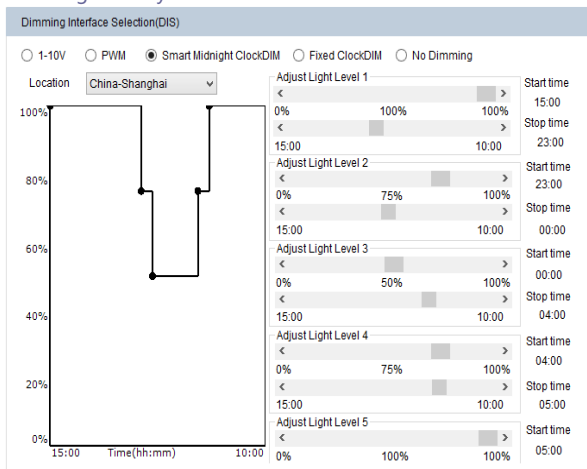 Dimming Interface Selection(DIS)
1-10V PWM Smart Midnight ClockDIM Fixed ClockDIM No Dimming
Location China-Shanghai
100%
80%
60%
40%
20%
0%
15:00 Time(hh:mm) 10:00
Adjust Light Level 1
0% 100% 100%
15:00 10:00
Start time
15:00
Stop time
23:00
Adjust Light Level 2
0% 75% 100%
15:00 10:00
Start time
23:00
Stop time
00:00
Adjust Light Level 3
0% 50% 100%
15:00 10:00
Start time
00:00
Stop time
04:00
Adjust Light Level 4
0% 75% 100%
15:00 10:00
Start time
04:00
Stop time
05:00
Adjust Light Level 5
0% 100% 100%
Start time
05:00